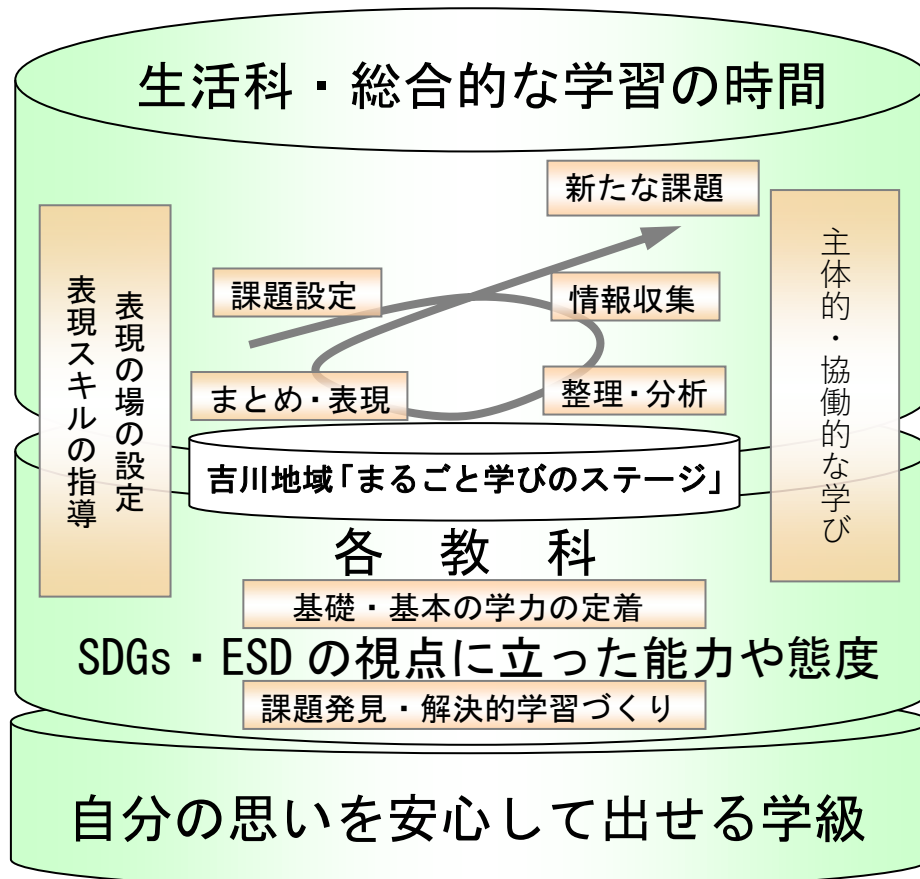 生活科・総合的な学習の時間
新たな課題
課題設定
情報収集
まとめ・表現
整理・分析
表現の場の設定
表現スキルの指導
主体的・協働的な学び
吉川地域「まるごと学びのステージ」
各 教 科
基礎・基本の学力の定着
SDGs・ESDの視点に立った能力や態度
課題発見・解決的学習づくり
自分の思いを安心して出せる学級